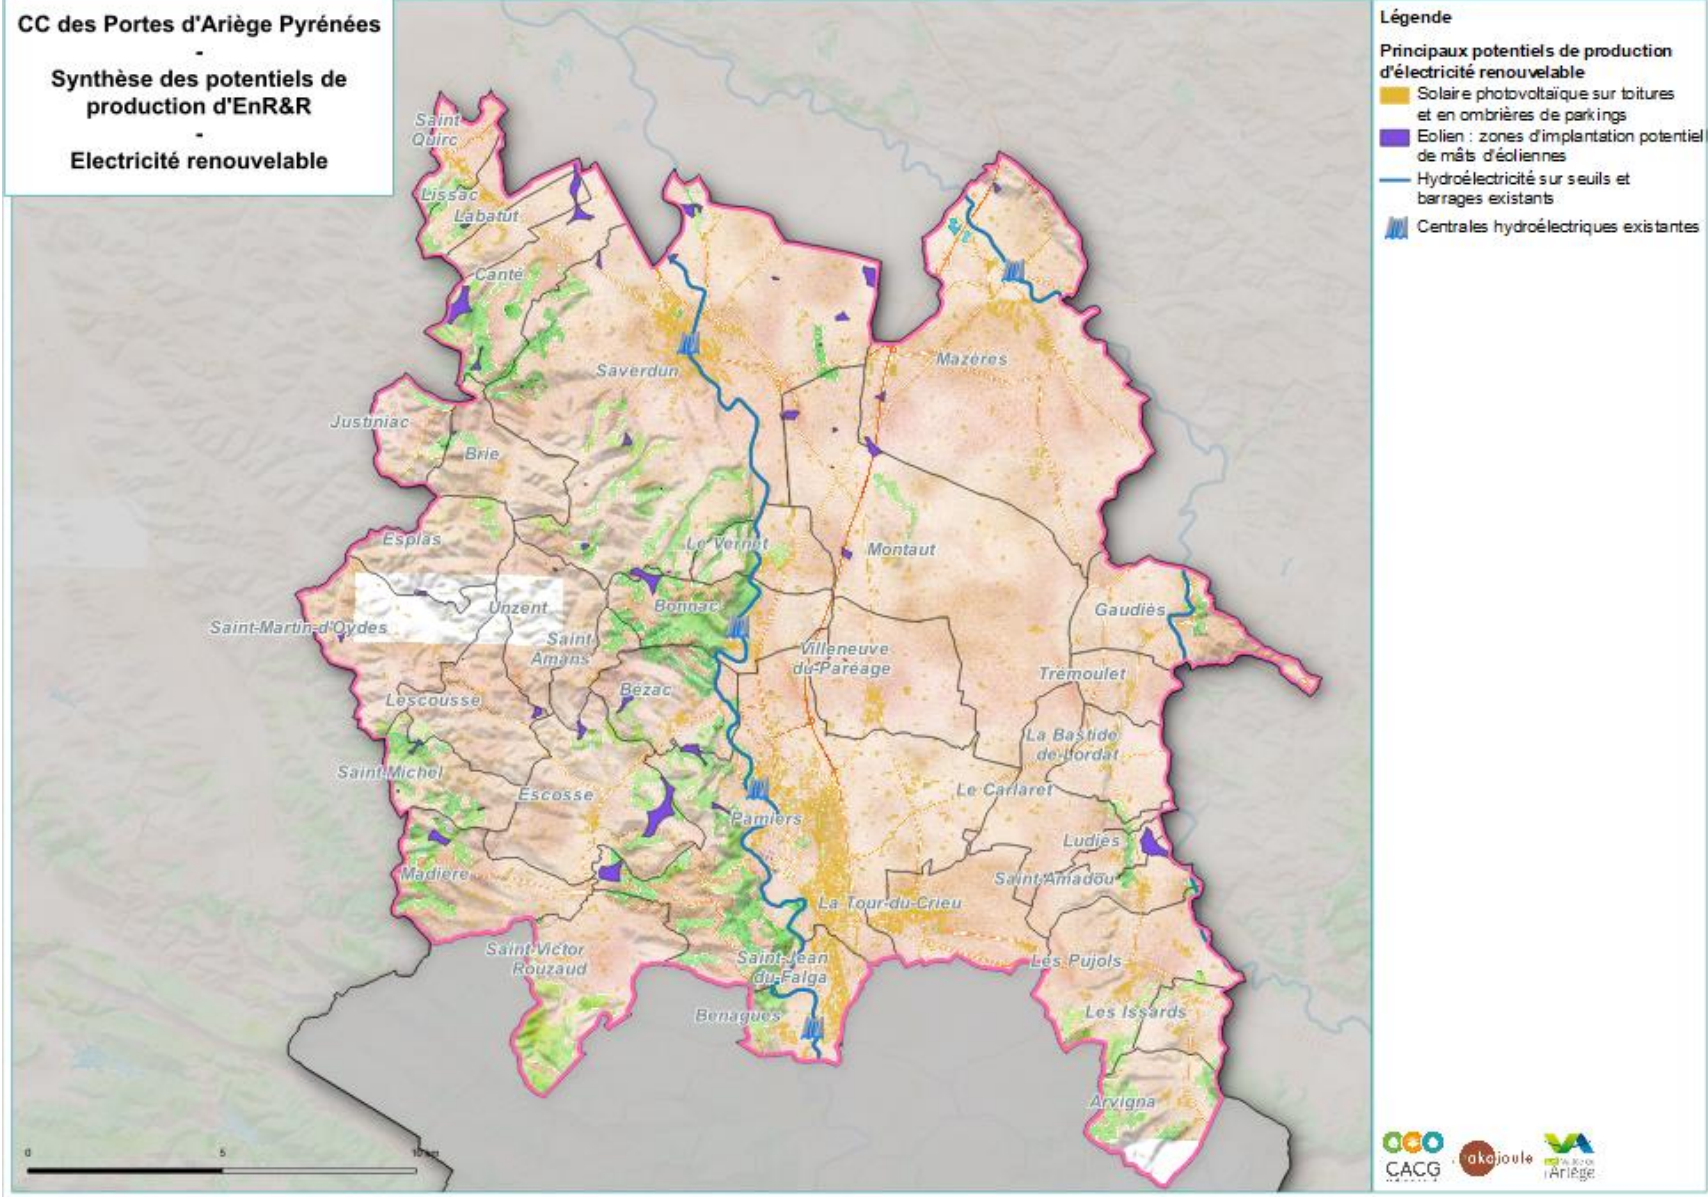 CC des Portes d'Ariège Pyrénées
-
Synthèse des potentiels de
production d'EnR&R
-
Electricité renouvelable
Légende
Principaux potentiels de production
d'électricité renouvelable
Solaire photovoltaïque sur toitures
et en ombrières de parkings
Eolien : zones d'implantation potentiel
de mâts d'éoliennes
Hydroélectricité sur seuils et
barrages existants
Centrales hydroélectriques existantes
Saint
Quirc
Lissac
Labatut
Canté
Saverdun
Mazères
Justiniac
Brie
Esplas
Le Vernet
Montaut
Unzent
Bonnac
Gaudiès
Saint-Martin-d'Oydes
Saint
Amans
Villeneuve
du-Paréage
Trémoulet
Lescousse
Bézac
La Bastide
de-Lordat
Saint-Michel
Escosse
Le Carlaret
Pamiers
Ludiès
Madière
Saint-Amadou
La Tour-du-Crieu
Saint-Victor
Rouzaud
Saint-Jean
du-Falga
Les Pujols
Benagues
Les Issards
Arvigna
0
5
CACG
akajoule
Ariège